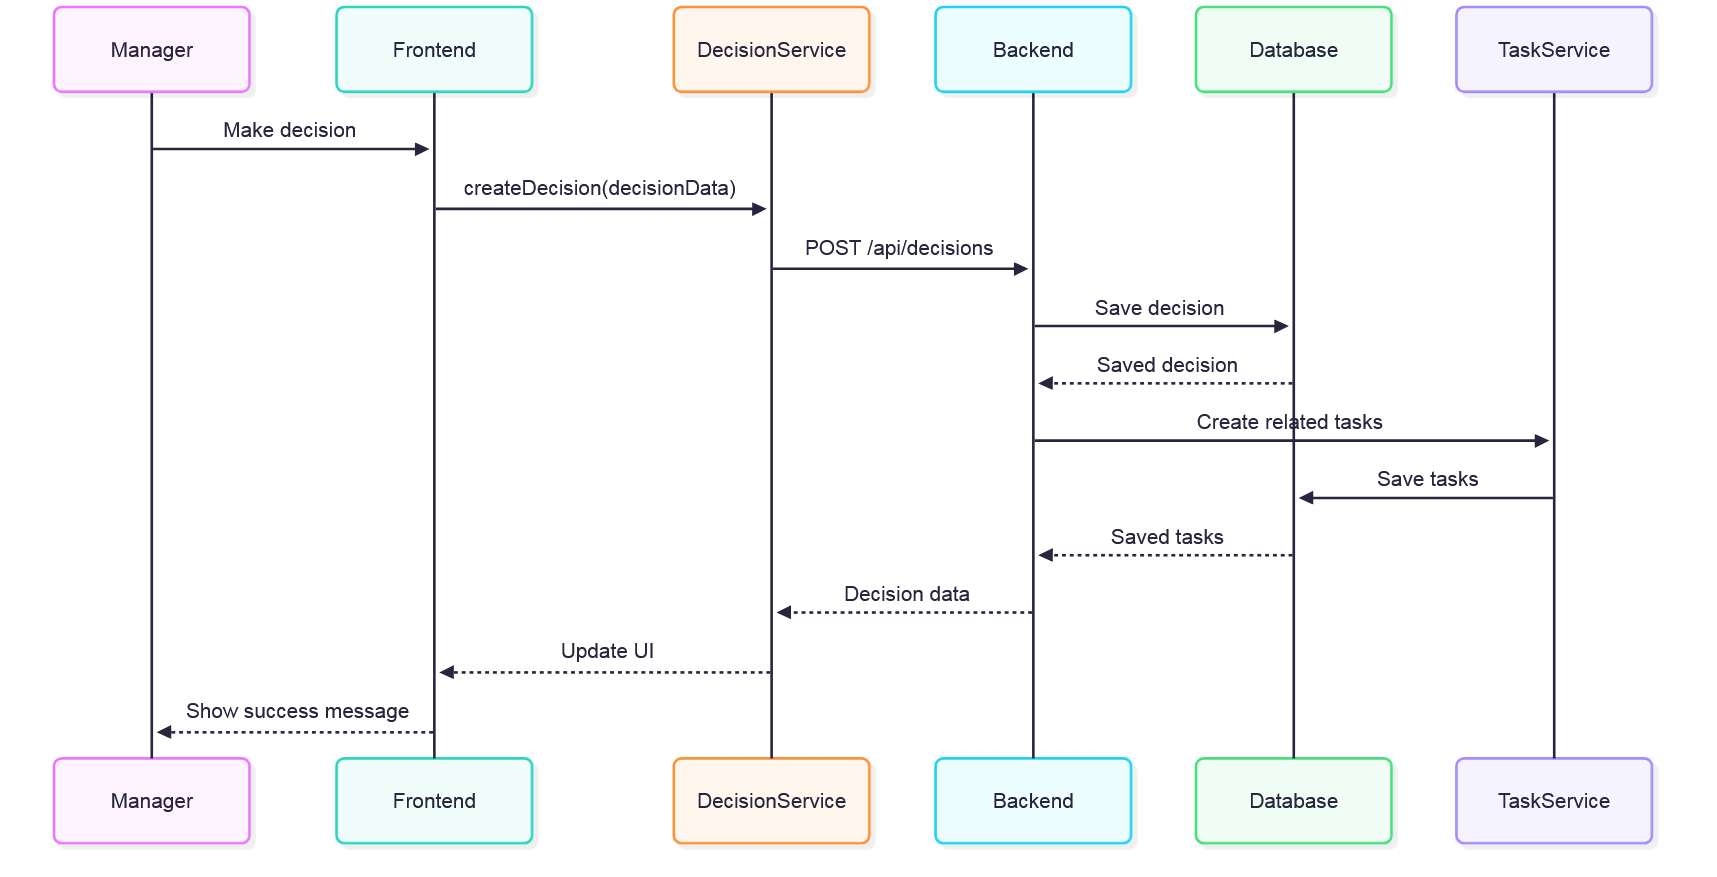 Manager
Frontend
DecisionService
Backend
Database
TaskService
Make decision
createDecision(decisionData)
POST /api/decisions
Save decision
Saved decision
Create related tasks
Save tasks
Saved tasks
Decision data
Update UI
Show success message
Manager
Frontend
DecisionService
Backend
Database
TaskService